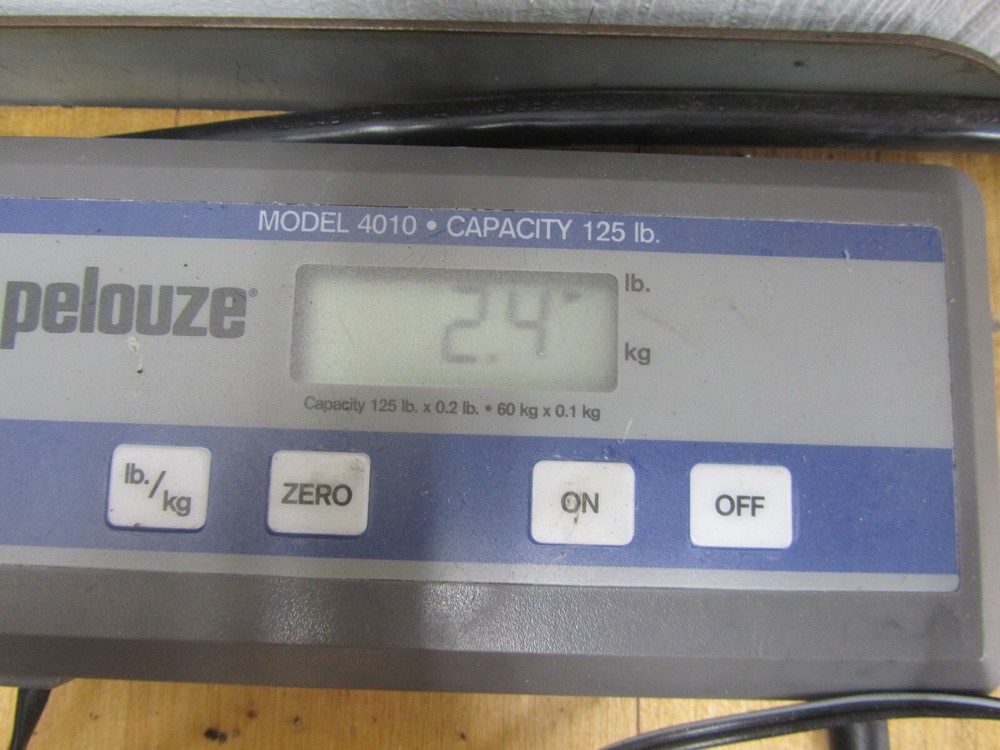 MODEL 4010 • CAPACITY 125 lb.
pelouze®
2.4
lb.
kg
Capacity 125 lb. x 0.2 lb. • 60 kg x 0.1 kg
lb./kg
ZERO
ON
OFF